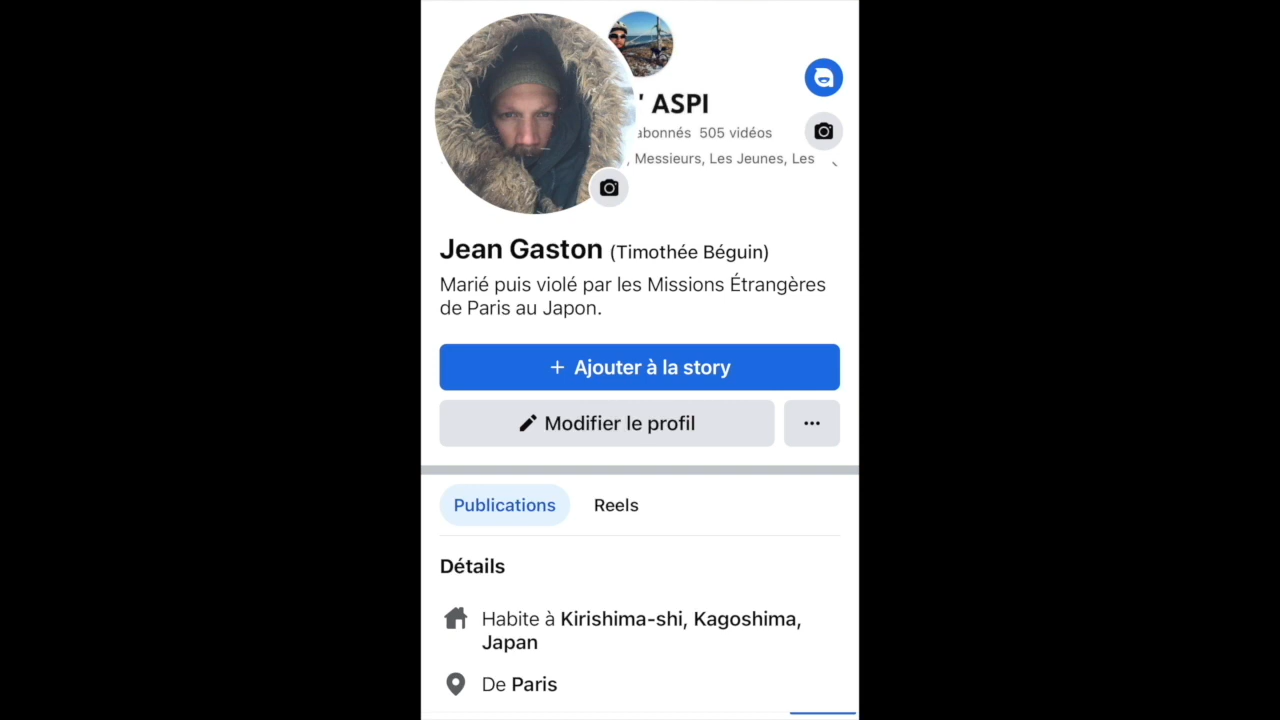 ' ASPI
abonnés 505 vidéos
, Messieurs, Les Jeunes, Les
Jean Gaston (Timothée Béguin)
Marié puis violé par les Missions Étrangères
de Paris au Japon.
+ Ajouter à la story
Modifier le profil
Publications Reels
Détails
Habite à Kirishima-shi, Kagoshima,
Japan
De Paris